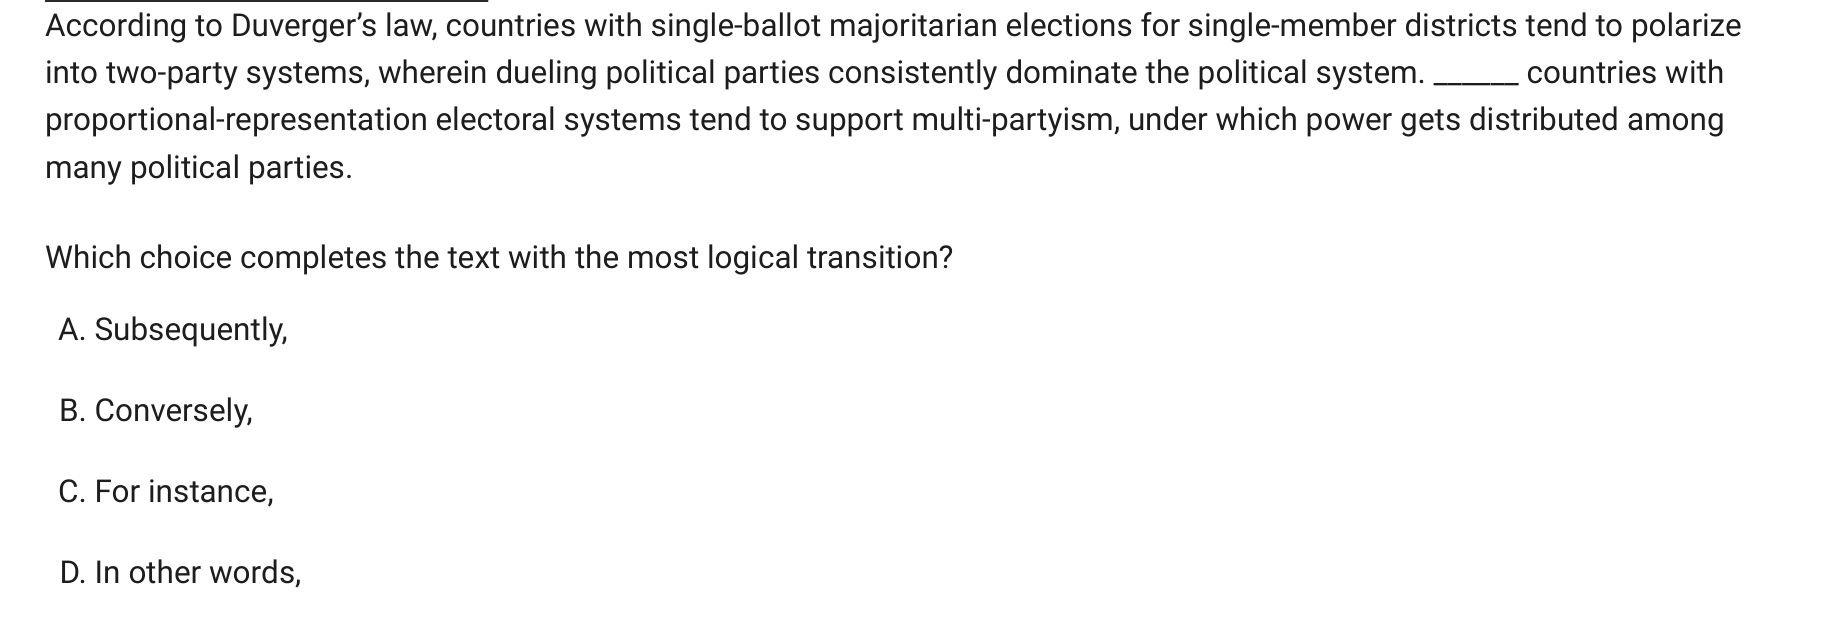 According to Duverger’s law, countries with single-ballot majoritarian elections for single-member districts tend to polarize
into two-party systems, wherein dueling political parties consistently dominate the political system. ______ countries with
proportional-representation electoral systems tend to support multi-partyism, under which power gets distributed among
many political parties.
Which choice completes the text with the most logical transition?
A. Subsequently,
B. Conversely,
C. For instance,
D. In other words,